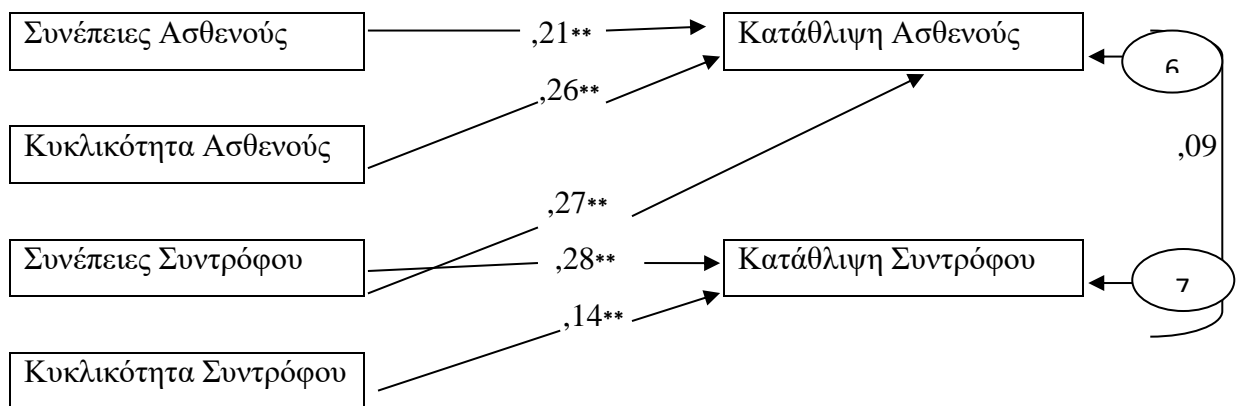 Συνέπειες Ασθενούς ,21** Κατάθλιψη Ασθενούς
6
,26**
Κυκλικότητα Ασθενούς ,09
,27**
Συνέπειες Συντρόφου ,28** Κατάθλιψη Συντρόφου
7
,14**
Κυκλικότητα Συντρόφου